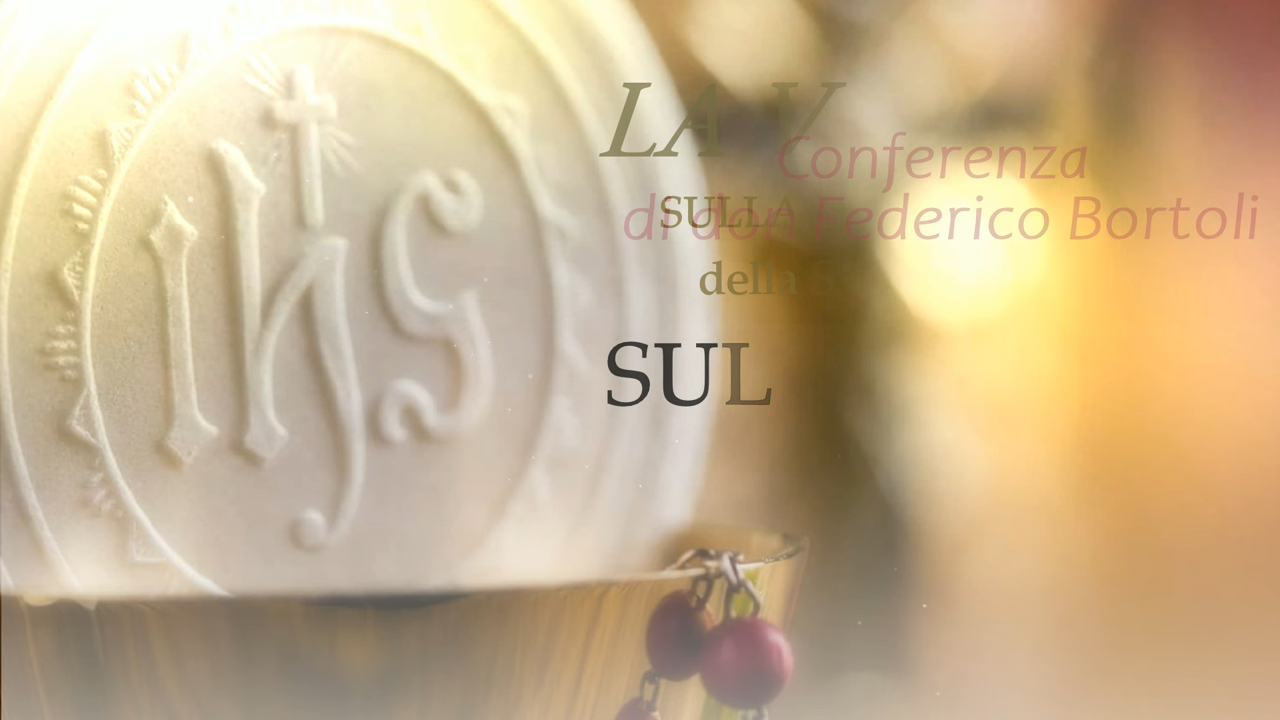 IHS
LA V
Conferenza
SULLA
di don Federico Bortoli
della S
SUL